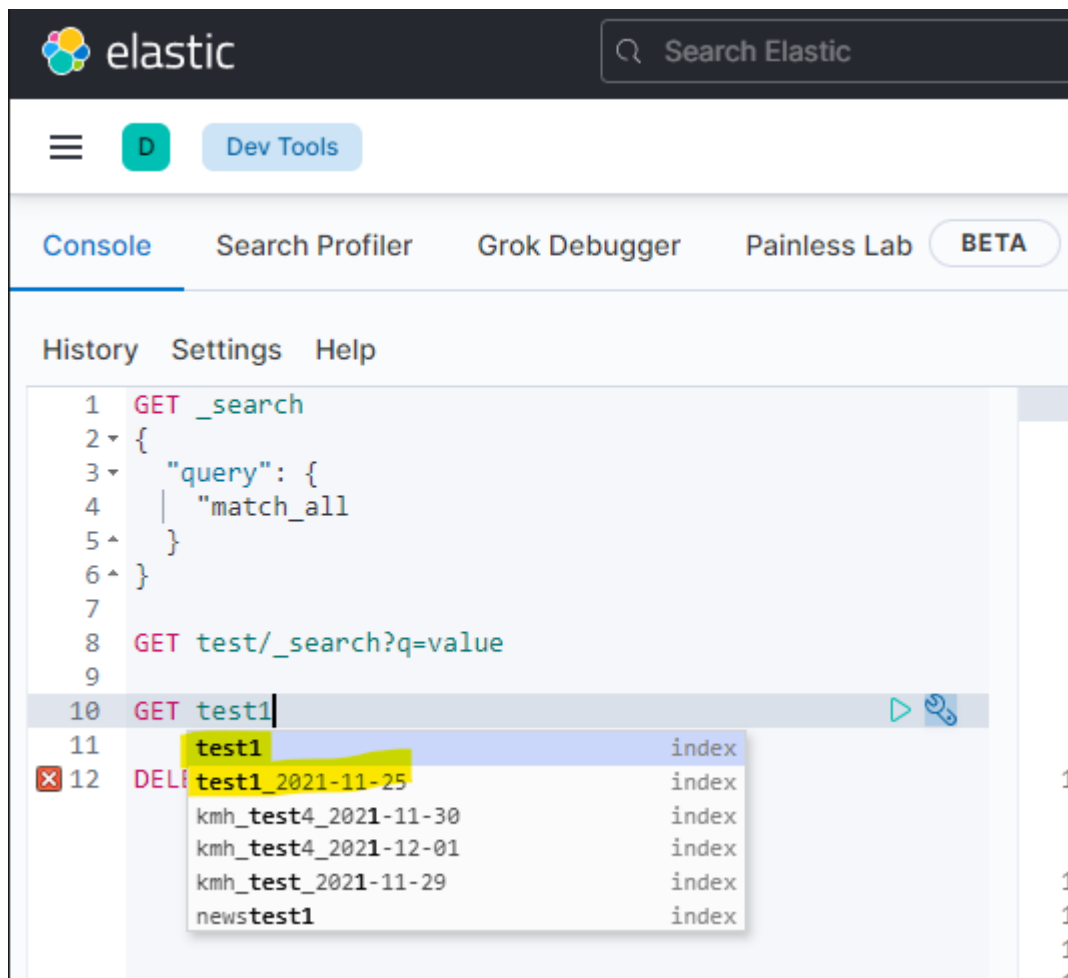 elastic
Search Elastic
D
Dev Tools
Console Search Profiler Grok Debugger Painless Lab BETA
History Settings Help
1 GET _search
2 {
3 "query": {
4 "match_all
5 }
6 }
7
8 GET test/_search?q=value
9
10 GET test1
11
test1 index
12 DELE
test1_2021-11-25 index
kmh_test4_2021-11-30 index
kmh_test4_2021-12-01 index
kmh_test_2021-11-29 index
newstest1 index